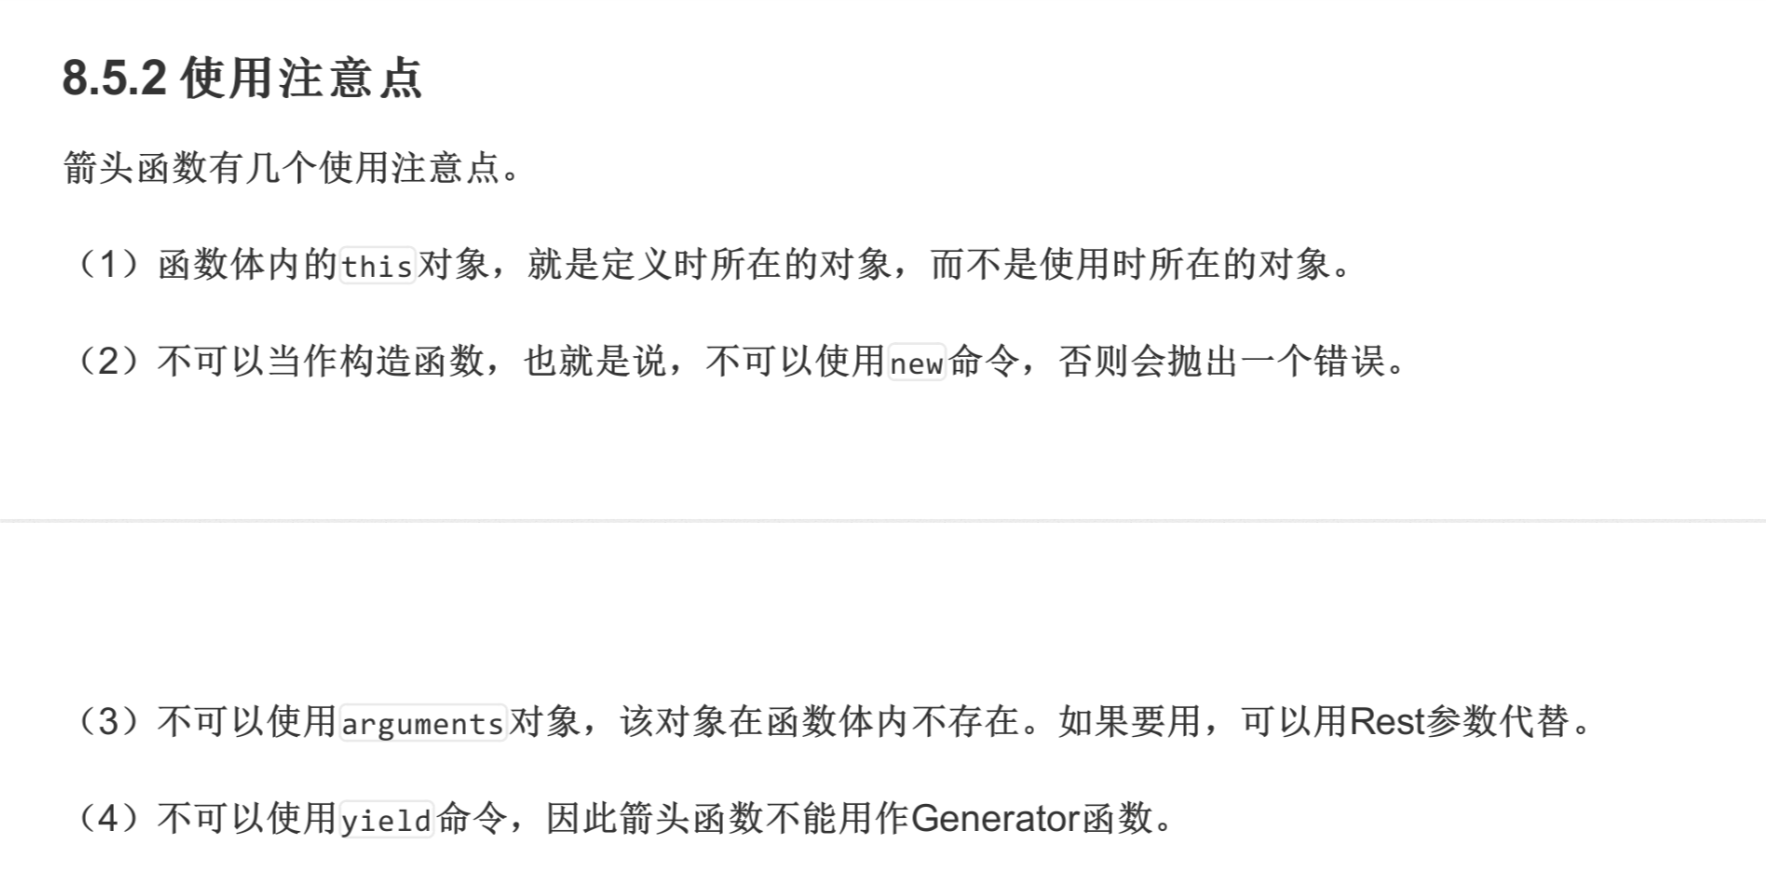 8.5.2 使用注意点
箭头函数有几个使用注意点。
（1）函数体内的this对象，就是定义时所在的对象，而不是使用时所在的对象。
（2）不可以当作构造函数，也就是说，不可以使用new命令，否则会抛出一个错误。
（3）不可以使用arguments对象，该对象在函数体内不存在。如果要用，可以用Rest参数代替。
（4）不可以使用yield命令，因此箭头函数不能用作Generator函数。